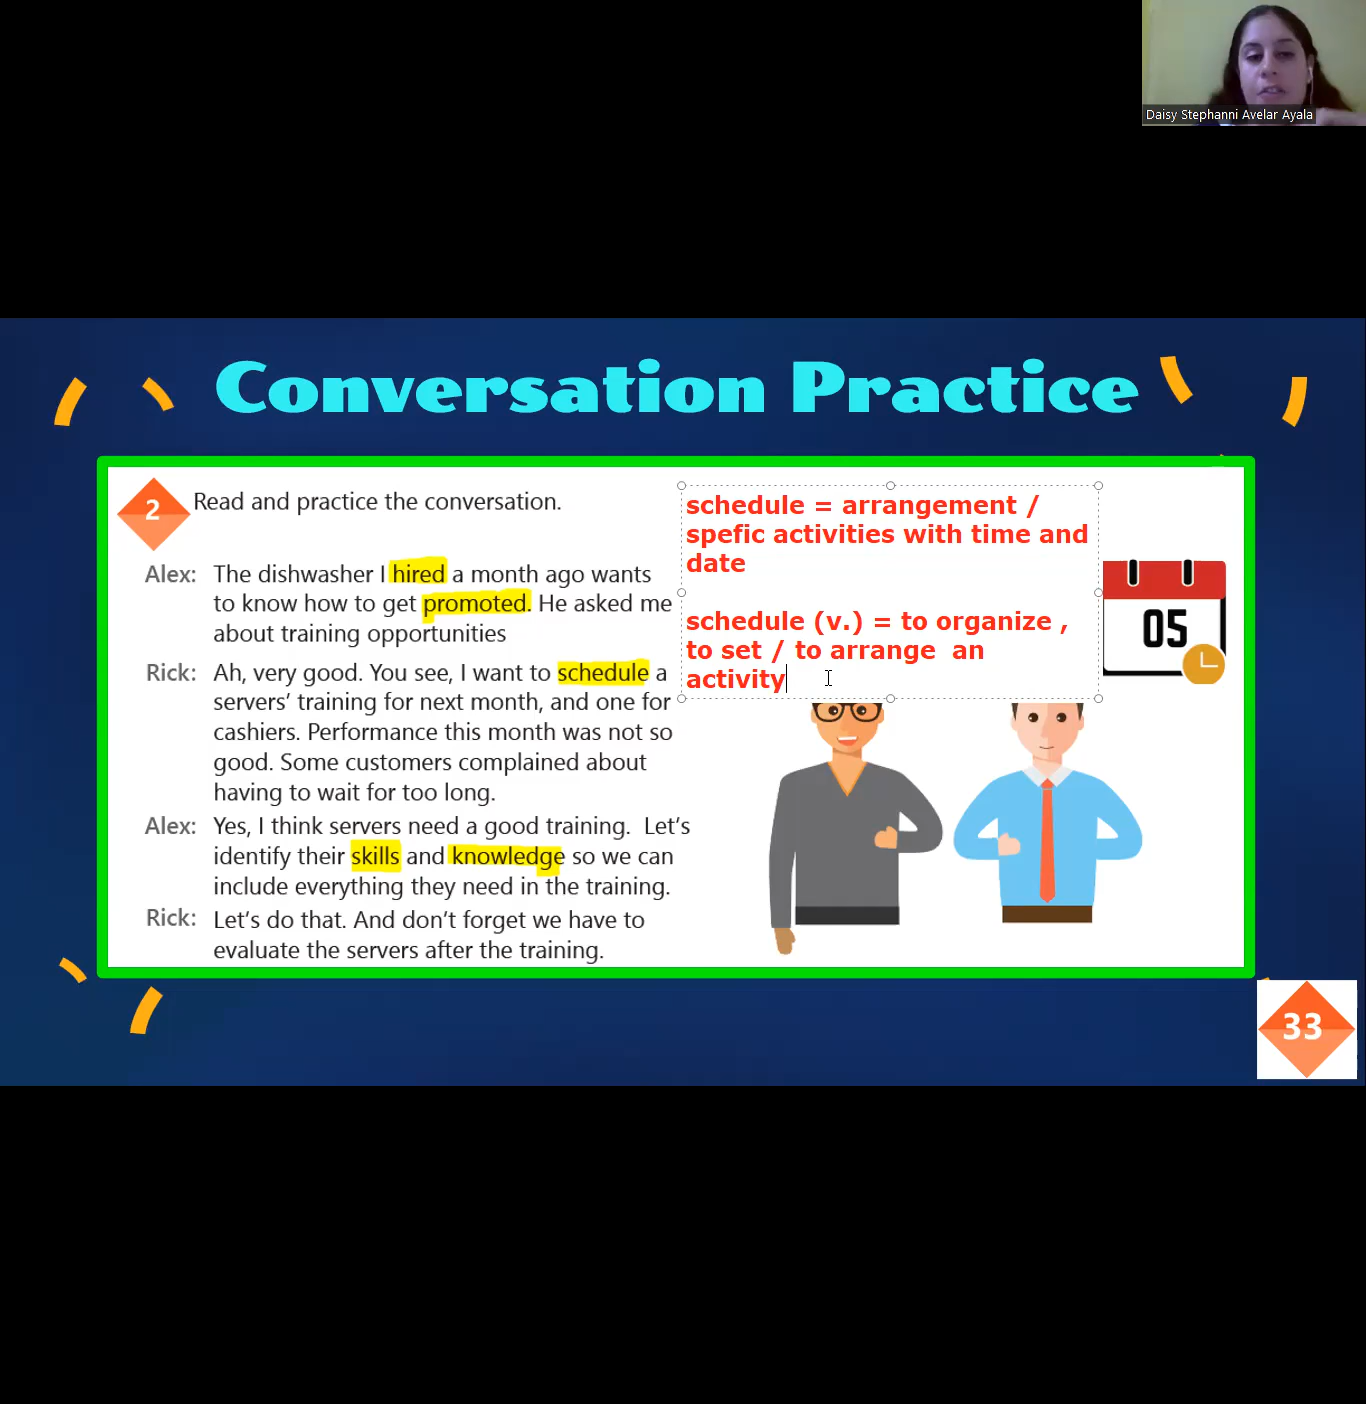 Daisy Stephanni Avelar Ayala
Conversation Practice
2
Read and practice the conversation.
Alex: The dishwasher I hired a month ago wants
to know how to get promoted. He asked me
about training opportunities
Rick: Ah, very good. You see, I want to schedule a
servers' training for next month, and one for
cashiers. Performance this month was not so
good. Some customers complained about
having to wait for too long.
Alex: Yes, I think servers need a good training. Let's
identify their skills and knowledge so we can
include everything they need in the training.
Rick: Let's do that. And don't forget we have to
evaluate the servers after the training.
schedule = arrangement /
spefic activities with time and
date
schedule (v.) = to organize ,
to set / to arrange an
activity
05
33